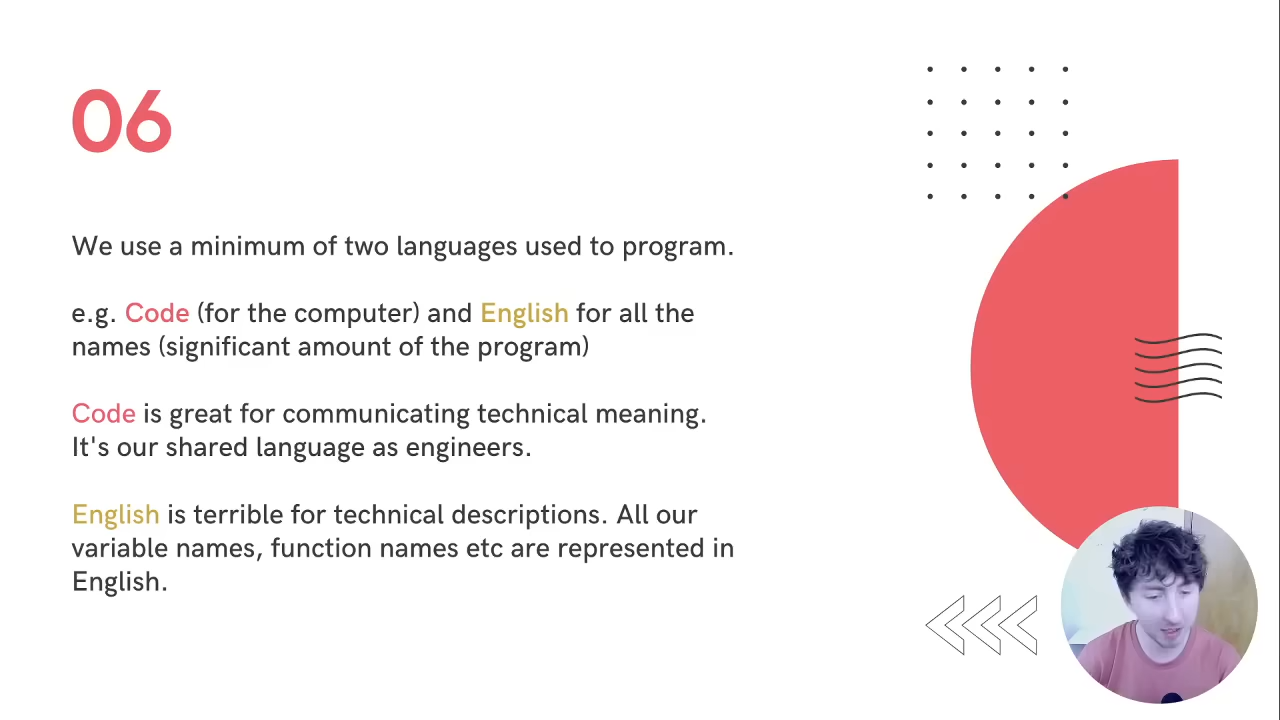 06
We use a minimum of two languages used to program.
e.g. Code (for the computer) and English for all the
names (significant amount of the program)
Code is great for communicating technical meaning.
It's our shared language as engineers.
English is terrible for technical descriptions. All our
variable names, function names etc are represented in
English.